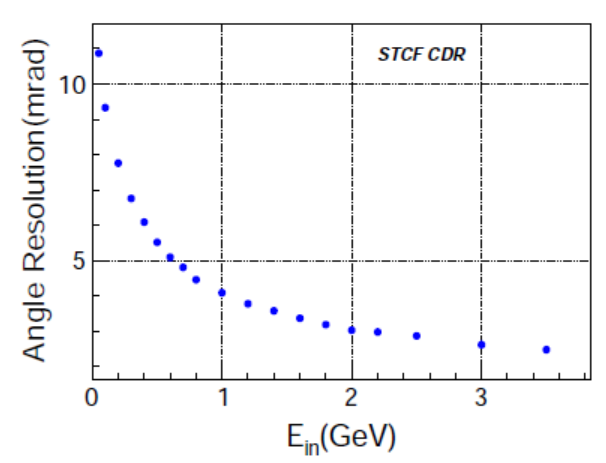 STCF CDR
Angle Resolution(mrad)
10
5
0 1 2 3
E_in(GeV)